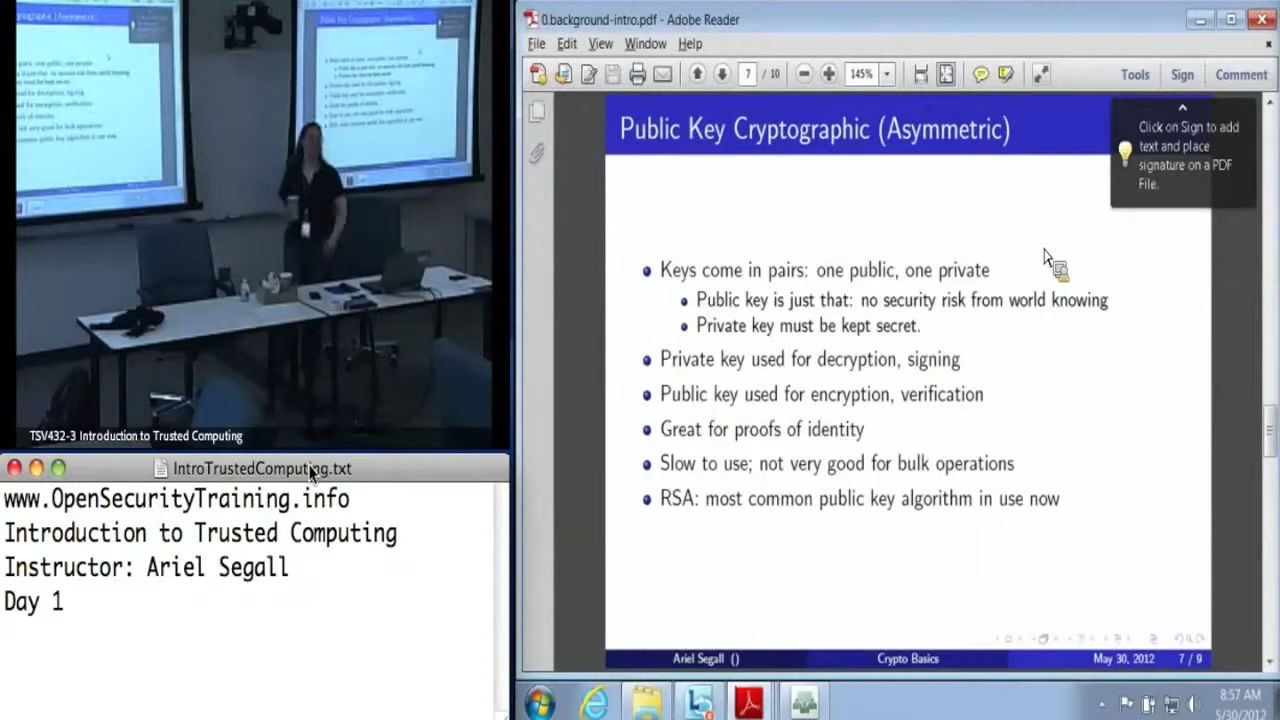 Public Key Cryptographic (Asymmetric)
TSV432-3 Introduction to Trusted Computing
IntroTrustedComputing.txt
www.OpenSecurityTraining.info
Introduction to Trusted Computing
Instructor: Ariel Segall
Day 1
0.background-intro.pdf - Adobe Reader
File Edit View Window Help
7 10 145% Tools Sign Comment
Public Key Cryptographic (Asymmetric)
Click on Sign to add
text and place
signature on a PDF
File.
Keys come in pairs: one public, one private
Public key is just that: no security risk from world knowing
Private key must be kept secret.
Private key used for decryption, signing
Public key used for encryption, verification
Great for proofs of identity
Slow to use; not very good for bulk operations
RSA: most common public key algorithm in use now
Ariel Segall () Crypto Basics May 30, 2012 7 / 9
8:57 AM
5/30/2012